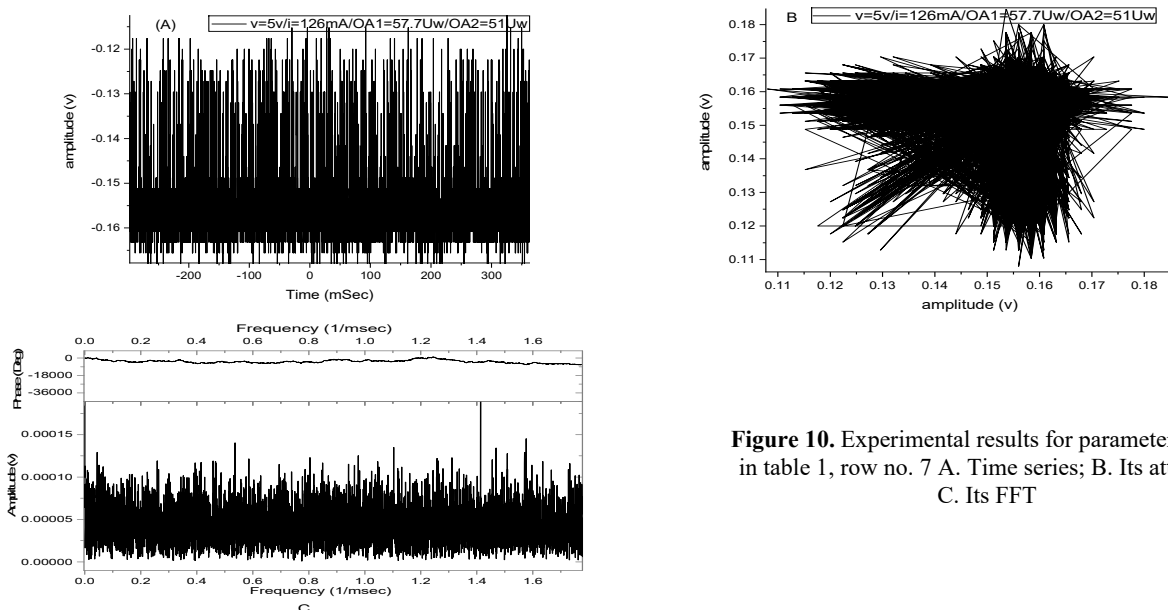 (A)
v=5v/i=126mA/OA1=57.7Uw/OA2=51Uw
-0.12
-0.13
-0.14
-0.15
-0.16
amplitude (v)
-200 -100 0 100 200 300
Time (mSec)
B
v=5v/i=126mA/OA1=57.7Uw/OA2=51Uw
0.18
0.17
0.16
0.15
0.14
0.13
0.12
0.11
amplitude (v)
0.11 0.12 0.13 0.14 0.15 0.16 0.17 0.18
amplitude (v)
Frequency (1/msec)
0.0 0.2 0.4 0.6 0.8 1.0 1.2 1.4 1.6
0
-18000
-36000
Phase(Deg)
0.00015
0.00010
0.00005
0.00000
Amplitude(v)
0.0 0.2 0.4 0.6 0.8 1.0 1.2 1.4 1.6
Frequency (1/msec)
C
Figure 10. Experimental results for parameter
in table 1, row no. 7 A. Time series; B. Its att
C. Its FFT